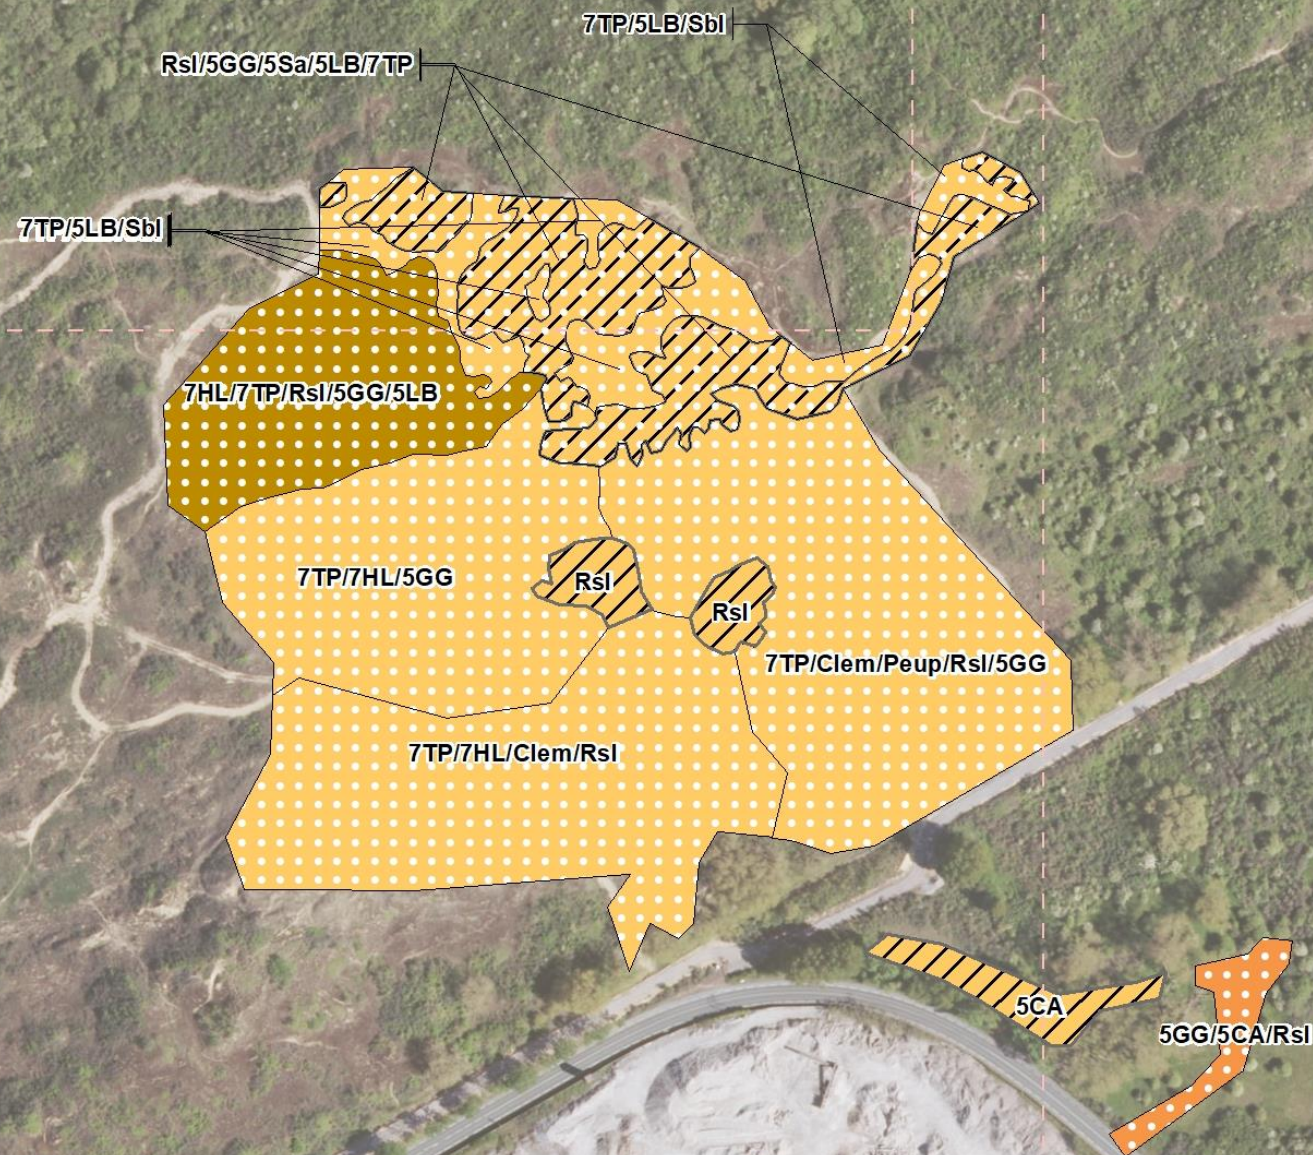 7TP/5LB/Sbl
Rsl/5GG/5Sa/5LB/7TP
7TP/5LB/Sbl
7HL/7TP/Rsl/5GG/5LB
7TP/7HL/5GG
Rsl
Rsl
7TP/Clem/Peup/Rsl/5GG
7TP/7HL/Clem/Rsl
5CA
5GG/5CA/Rsl